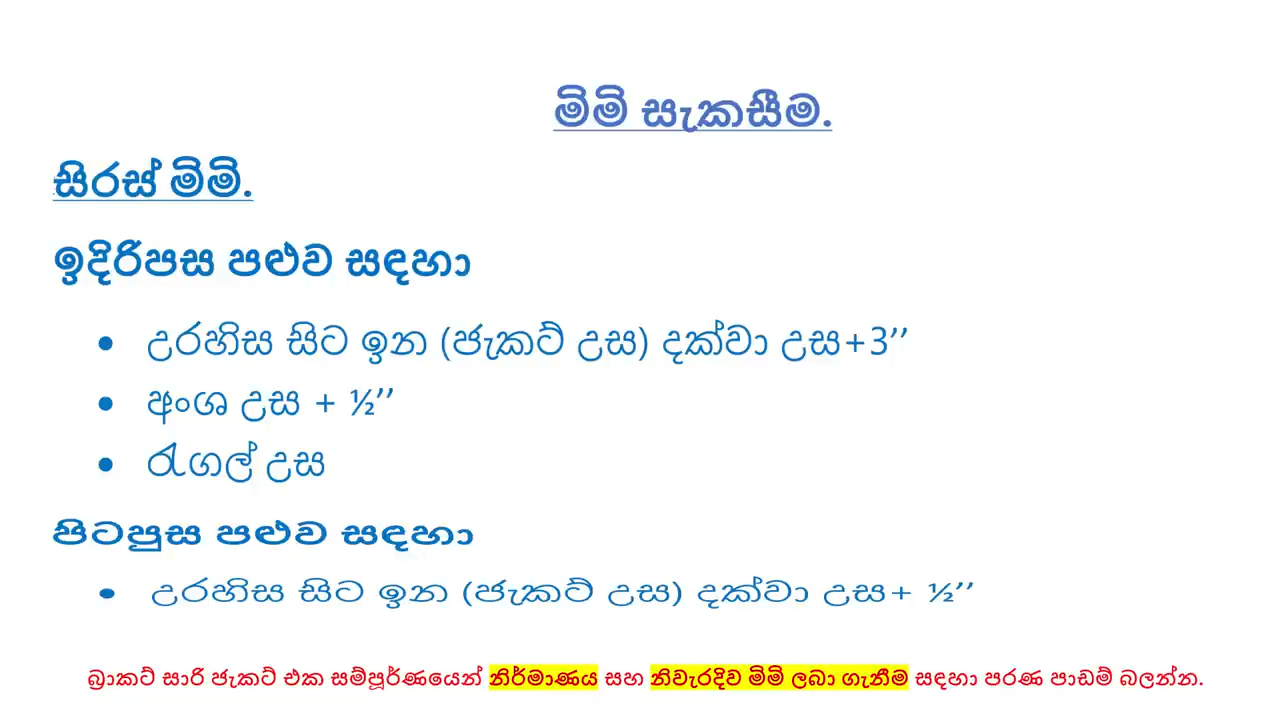 මිමි සැකසීම.
සිරස් මිමි.
ඉදිරිපස පළුව සඳහා
• උරහිස සිට ඉන (ජැකට් උස) දක්වා උස+3’’
• අංශ උස + ½’’
• රැගල් උස
පිටපුස පළුව සඳහා
• උරහිස සිට ඉන (ජැකට් උස) දක්වා උස+ ½’’
බ්‍රාකට් සාරි ජැකට් එක සම්පූර්ණයෙන් නිර්මාණය සහ නිවැරදිව මිමි ලබා ගැනීම සඳහා පරණ පාඩම් බලන්න.